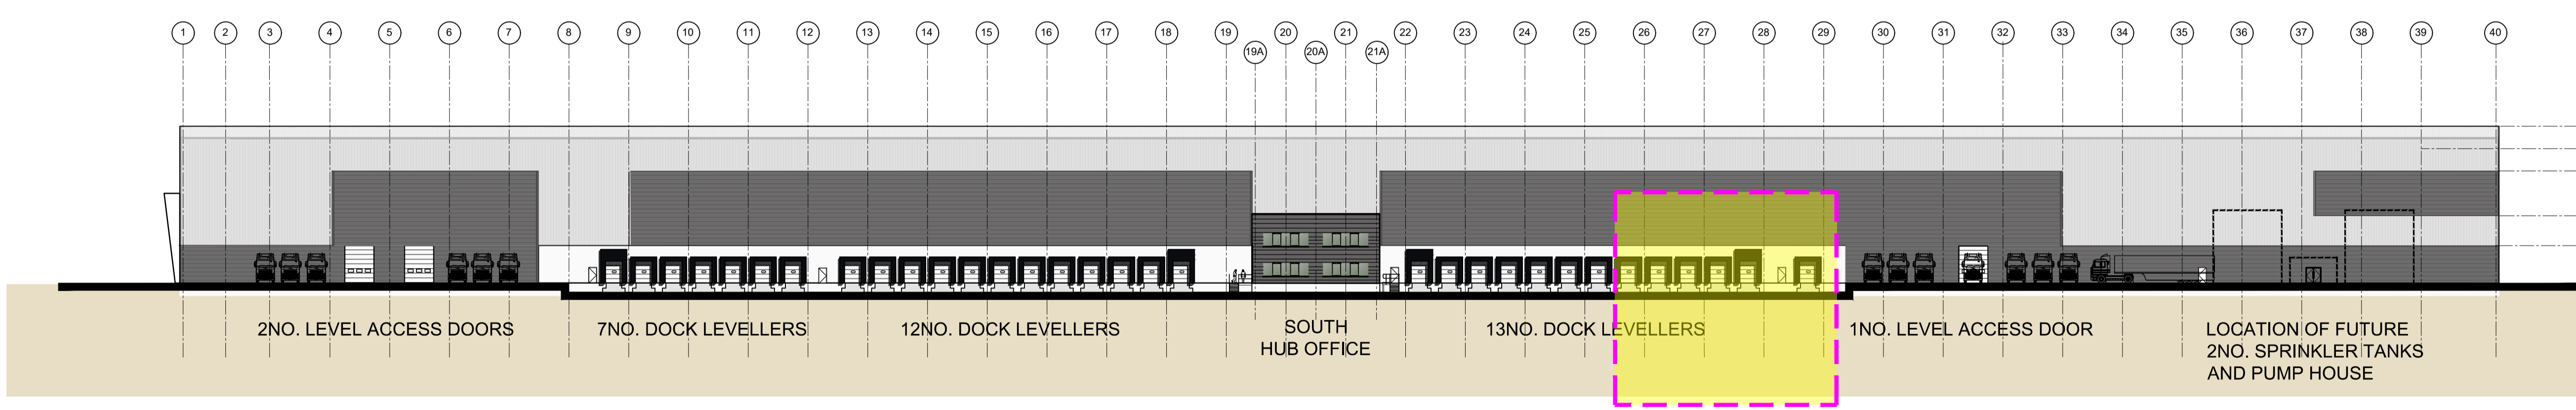 1 2 3 4 5 6 7 8 9 10 11 12 13 14 15 16 17 18 19 20 21 22 23 24 25 26 27 28 29 30 31 32 33 34 35 36 37 38 39 40
19A 20A 21A
2NO. LEVEL ACCESS DOORS
7NO. DOCK LEVELLERS
12NO. DOCK LEVELLERS
SOUTH
HUB OFFICE
13NO. DOCK LEVELLERS
1NO. LEVEL ACCESS DOOR
LOCATION OF FUTURE
2NO. SPRINKLER TANKS
AND PUMP HOUSE